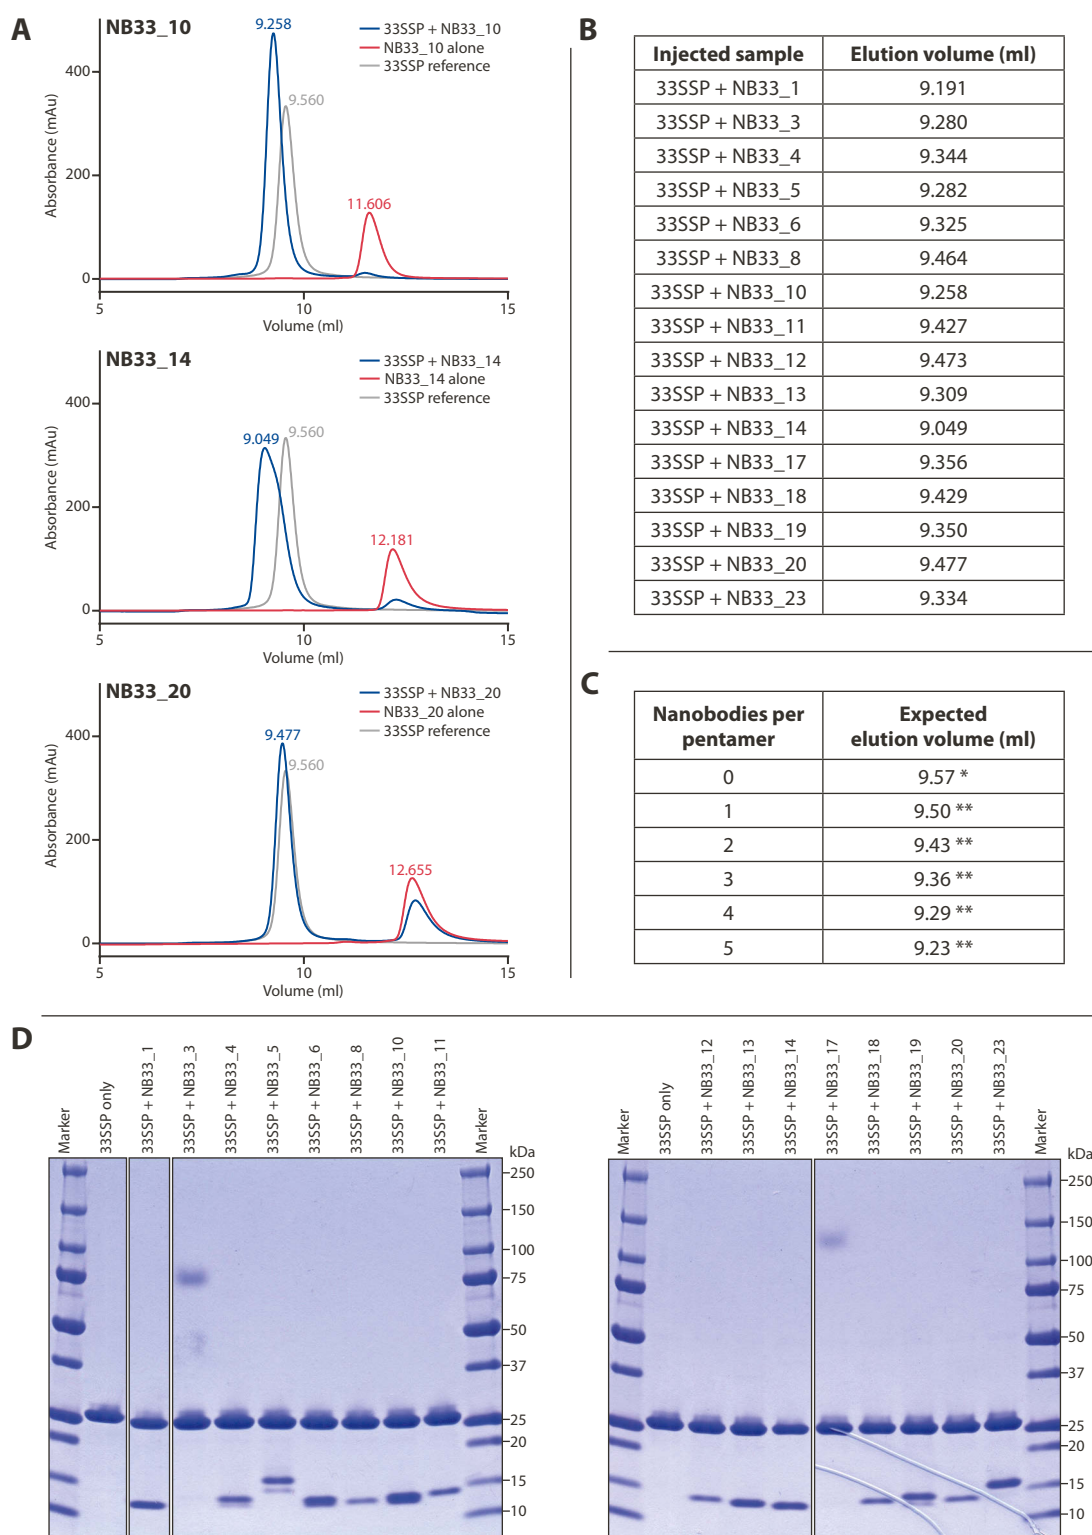 A
NB33_10
9.258
33SSP + NB33_10
NB33_10 alone
33SSP reference
9.560
11.606
Absorbance (mAu)
400
200
0
5
10
15
Volume (ml)
NB33_14
33SSP + NB33_14
NB33_14 alone
33SSP reference
9.049
9.560
12.181
Absorbance (mAu)
400
200
0
5
10
15
Volume (ml)
NB33_20
33SSP + NB33_20
NB33_20 alone
33SSP reference
9.477
9.560
12.655
Absorbance (mAu)
400
200
0
5
10
15
Volume (ml)
B
Injected sample Elution volume (ml)
33SSP + NB33_1 9.191
33SSP + NB33_3 9.280
33SSP + NB33_4 9.344
33SSP + NB33_5 9.282
33SSP + NB33_6 9.325
33SSP + NB33_8 9.464
33SSP + NB33_10 9.258
33SSP + NB33_11 9.427
33SSP + NB33_12 9.473
33SSP + NB33_13 9.309
33SSP + NB33_14 9.049
33SSP + NB33_17 9.356
33SSP + NB33_18 9.429
33SSP + NB33_19 9.350
33SSP + NB33_20 9.477
33SSP + NB33_23 9.334
C
Nanobodies per pentamer Expected elution volume (ml)
0 9.57 *
1 9.50 **
2 9.43 **
3 9.36 **
4 9.29 **
5 9.23 **
D
Marker
33SSP only
33SSP + NB33_1
33SSP + NB33_3
33SSP + NB33_4
33SSP + NB33_5
33SSP + NB33_6
33SSP + NB33_8
33SSP + NB33_10
33SSP + NB33_11
Marker
kDa
250
150
100
75
50
37
25
20
15
10
Marker
33SSP only
33SSP + NB33_12
33SSP + NB33_13
33SSP + NB33_14
33SSP + NB33_17
33SSP + NB33_18
33SSP + NB33_19
33SSP + NB33_20
33SSP + NB33_23
Marker
kDa
250
150
100
75
50
37
25
20
15
10